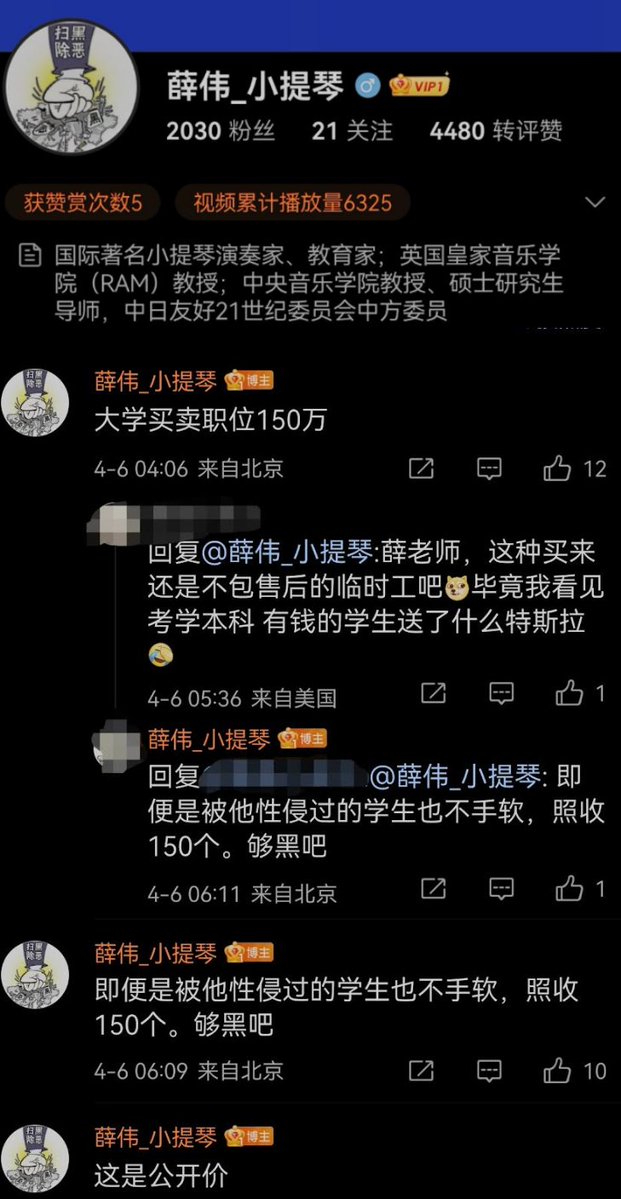 扫黑
除恶
薛伟_小提琴 VIP1
2030 粉丝 21 关注 4480 转评赞
获赞赏次数5 视频累计播放量6325
国际著名小提琴演奏家、教育家；英国皇家音乐学
院（RAM）教授；中央音乐学院教授、硕士研究生
导师，中日友好21世纪委员会中方委员
扫黑
除恶
薛伟_小提琴 博主
大学买卖职位150万
4-6 04:06 来自北京 12
回复@薛伟_小提琴:薛老师，这种买来
还是不包售后的临时工吧毕竟我看见
考学本科 有钱的学生送了什么特斯拉
4-6 05:36 来自美国 1
薛伟_小提琴 博主
回复 @薛伟_小提琴: 即
便是被他性侵过的学生也不手软，照收
150个。够黑吧
4-6 06:11 来自北京 1
扫黑
除恶
薛伟_小提琴 博主
即便是被他性侵过的学生也不手软，照收
150个。够黑吧
4-6 06:09 来自北京 10
扫黑
除恶
薛伟_小提琴 博主
这是公开价